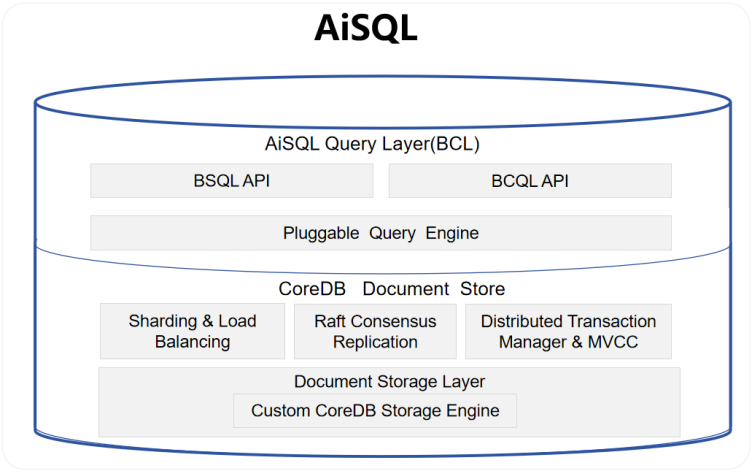 AiSQL
AiSQL Query Layer(BCL)
BSQL API
BCQL API
Pluggable Query Engine
CoreDB Document Store
Sharding & Load
Balancing
Raft Consensus
Replication
Distributed Transaction
Manager & MVCC
Document Storage Layer
Custom CoreDB Storage Engine